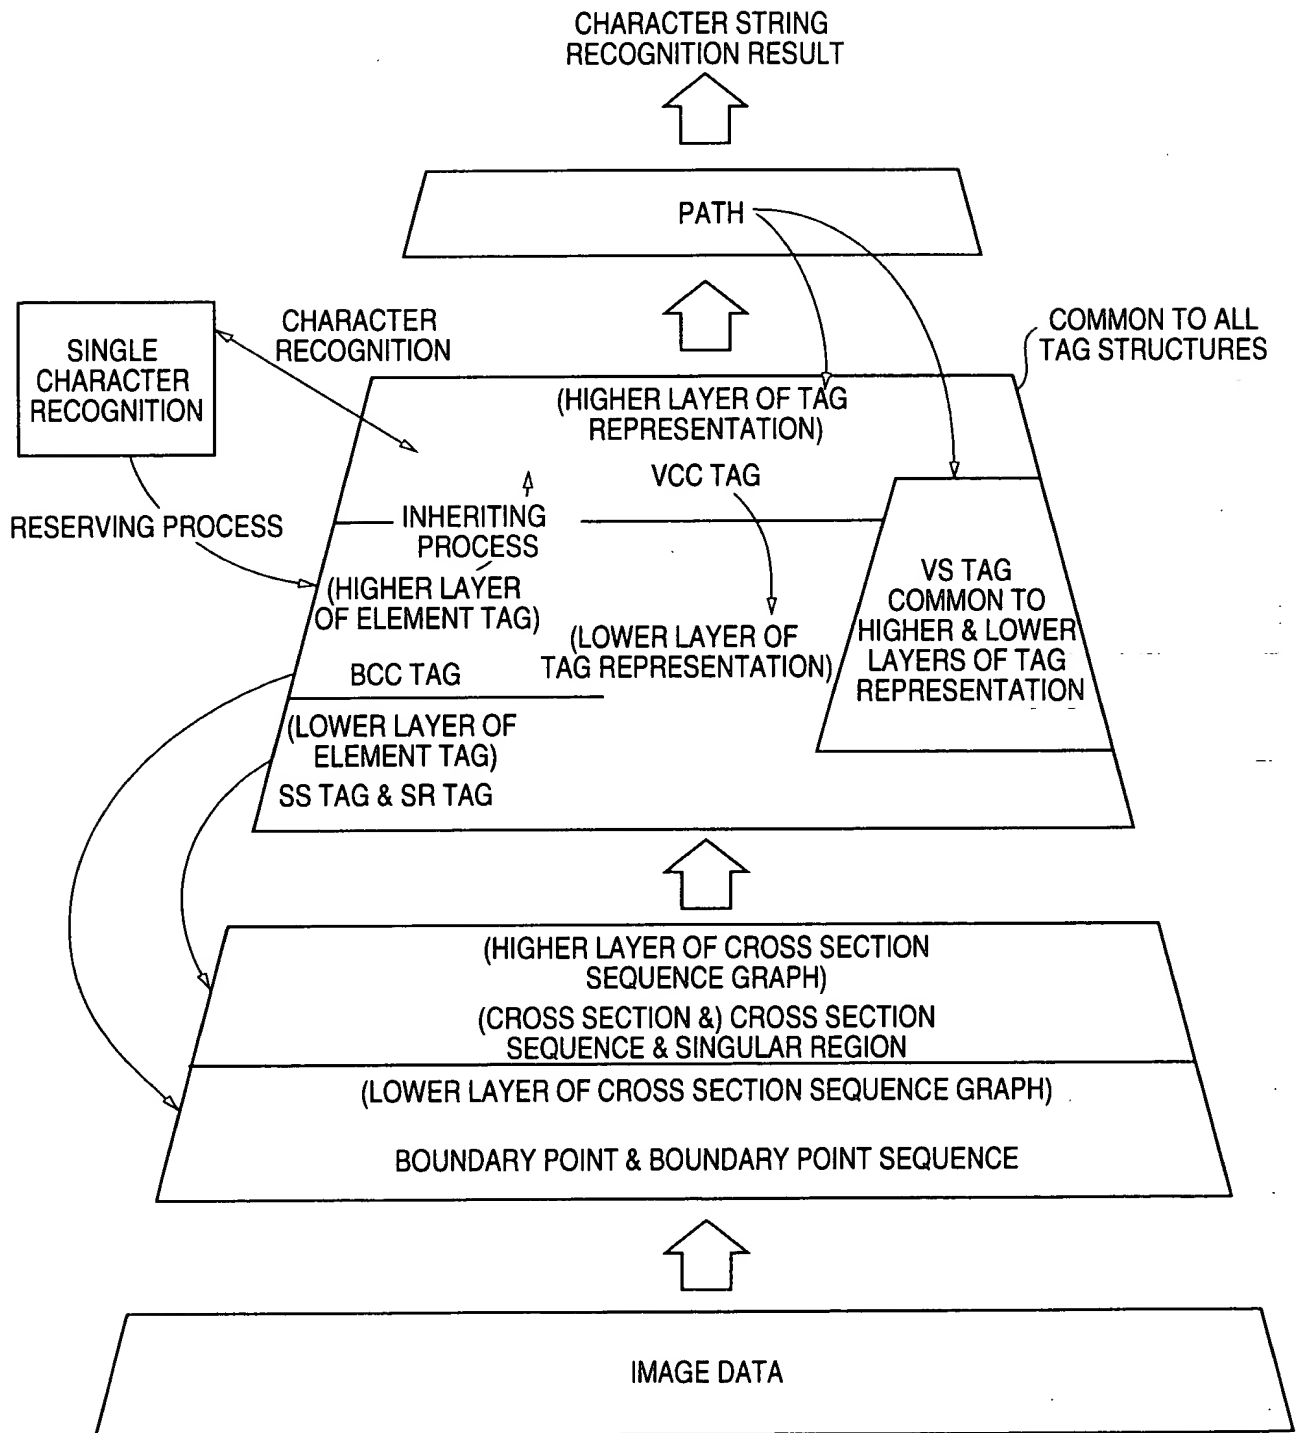 CHARACTER STRING
RECOGNITION RESULT
PATH
SINGLE
CHARACTER
RECOGNITION
CHARACTER
RECOGNITION
COMMON TO ALL
TAG STRUCTURES
(HIGHER LAYER OF TAG
REPRESENTATION)
VCC TAG
RESERVING PROCESS
INHERITING
PROCESS
(HIGHER LAYER
OF ELEMENT TAG)
BCC TAG
(LOWER LAYER OF
TAG REPRESENTATION)
VS TAG
COMMON TO
HIGHER & LOWER
LAYERS OF TAG
REPRESENTATION
(LOWER LAYER OF
ELEMENT TAG)
SS TAG & SR TAG
(HIGHER LAYER OF CROSS SECTION
SEQUENCE GRAPH)
(CROSS SECTION &) CROSS SECTION
SEQUENCE & SINGULAR REGION
(LOWER LAYER OF CROSS SECTION SEQUENCE GRAPH)
BOUNDARY POINT & BOUNDARY POINT SEQUENCE
IMAGE DATA